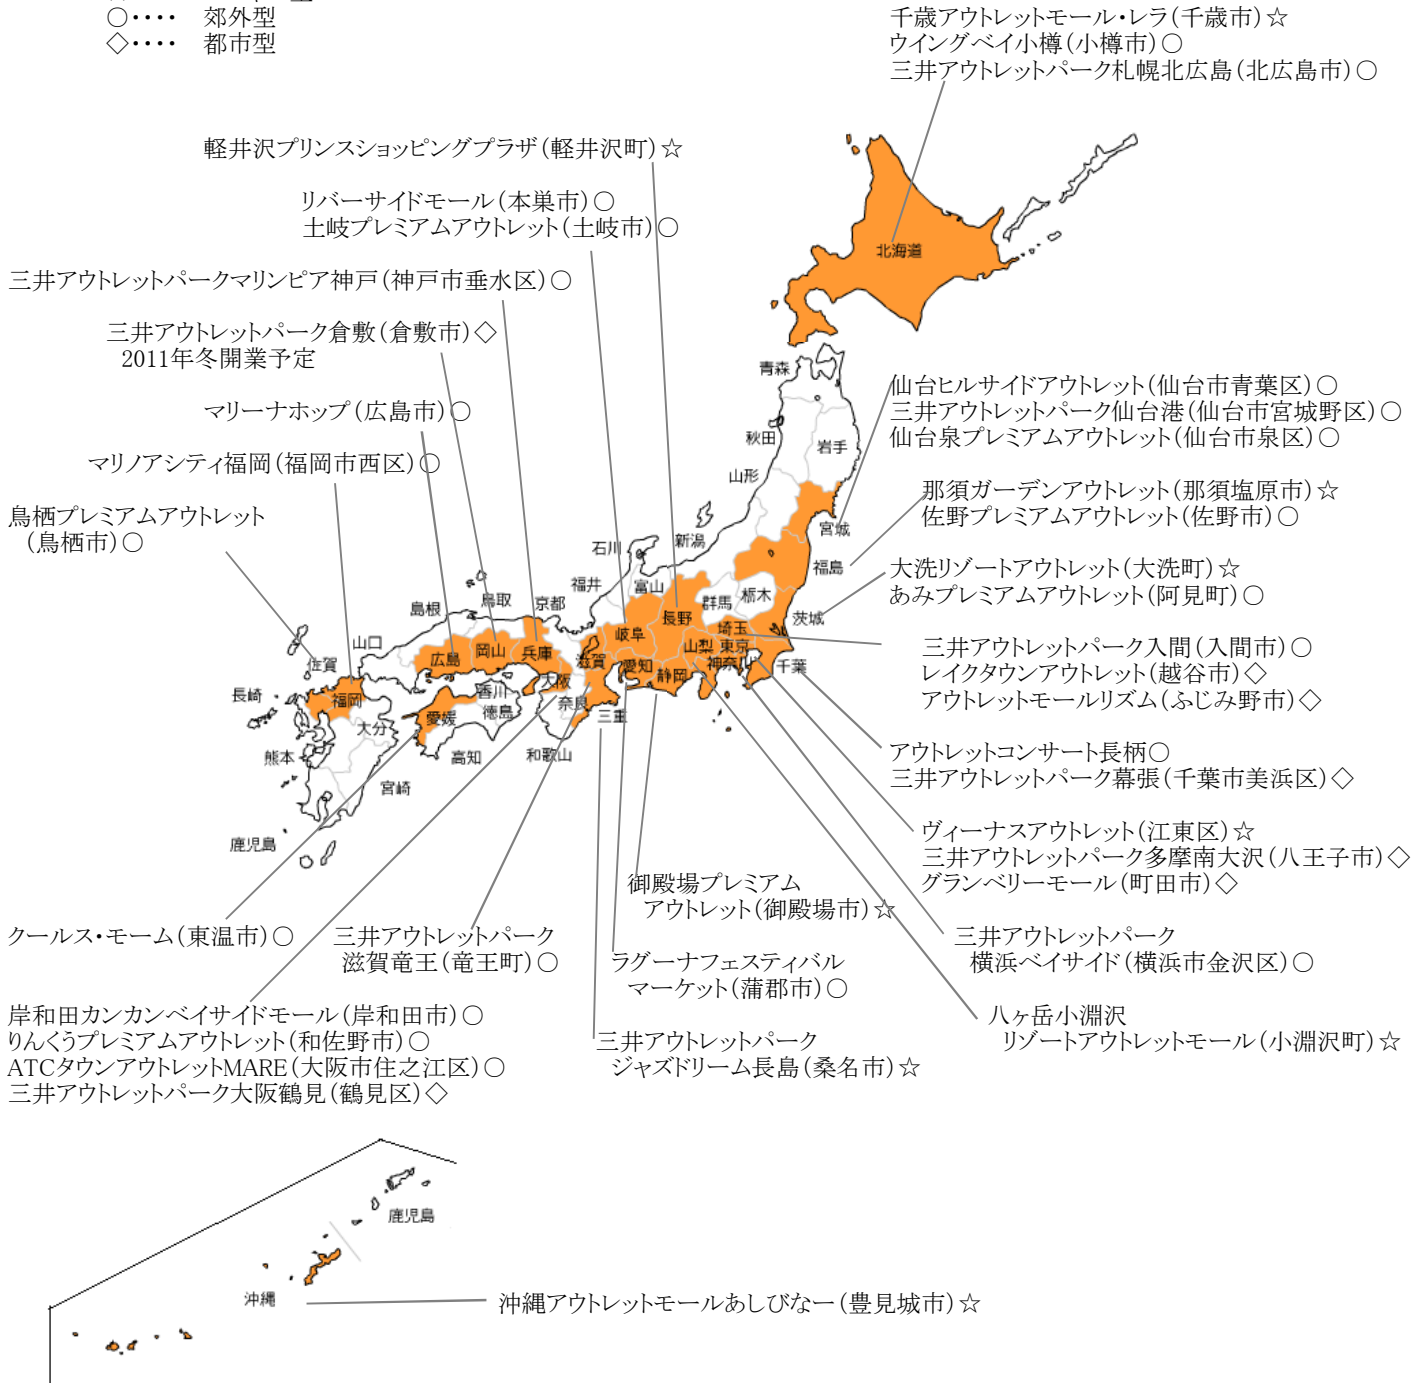 ○････ 郊外型
◇････ 都市型
千歳アウトレットモール・レラ(千歳市)☆
ウイングベイ小樽(小樽市)○
三井アウトレットパーク札幌北広島(北広島市)○
軽井沢プリンスショッピングプラザ(軽井沢町)☆
リバーサイドモール(本巣市)○
土岐プレミアムアウトレット(土岐市)○
北海道
三井アウトレットパークマリンピア神戸(神戸市垂水区)○
三井アウトレットパーク倉敷(倉敷市)◇
2011年冬開業予定
青森
仙台ヒルサイドアウトレット(仙台市青葉区)○
三井アウトレットパーク仙台港(仙台市宮城野区)○
仙台泉プレミアムアウトレット(仙台市泉区)○
マリーナホップ(広島市)○
秋田
岩手
マリノアシティ福岡(福岡市西区)○
山形
那須ガーデンアウトレット(那須塩原市)☆
佐野プレミアムアウトレット(佐野市)○
鳥栖プレミアムアウトレット
(鳥栖市)○
宮城
新潟
石川
福島
大洗リゾートアウトレット(大洗町)☆
あみプレミアムアウトレット(阿見町)○
福井
富山
群馬
栃木
茨城
島根
鳥取
京都
長野
埼玉
岐阜
山口
広島
岡山
兵庫
滋賀
愛知
山梨
東京
神奈川
千葉
静岡
三井アウトレットパーク入間(入間市)○
レイクタウンアウトレット(越谷市)◇
アウトレットモールリズム(ふじみ野市)◇
佐賀
長崎
福岡
大分
熊本
宮崎
鹿児島
愛媛
香川
徳島
高知
大阪
奈良
三重
和歌山
アウトレットコンサート長柄○
三井アウトレットパーク幕張(千葉市美浜区)◇
ヴィーナスアウトレット(江東区)☆
三井アウトレットパーク多摩南大沢(八王子市)◇
グランベリーモール(町田市)◇
御殿場プレミアム
アウトレット(御殿場市)☆
クールス・モーム(東温市)○
三井アウトレットパーク
滋賀竜王(竜王町)○
ラグーナフェスティバル
マーケット(蒲郡市)○
三井アウトレットパーク
横浜ベイサイド(横浜市金沢区)○
岸和田カンカンベイサイドモール(岸和田市)○
りんくうプレミアムアウトレット(和佐野市)○
ATCタウンアウトレットMARE(大阪市住之江区)○
三井アウトレットパーク大阪鶴見(鶴見区)◇
三井アウトレットパーク
ジャズドリーム長島(桑名市)☆
八ヶ岳小淵沢
リゾートアウトレットモール(小淵沢町)☆
鹿児島
沖縄
沖縄アウトレットモールあしびなー(豊見城市)☆